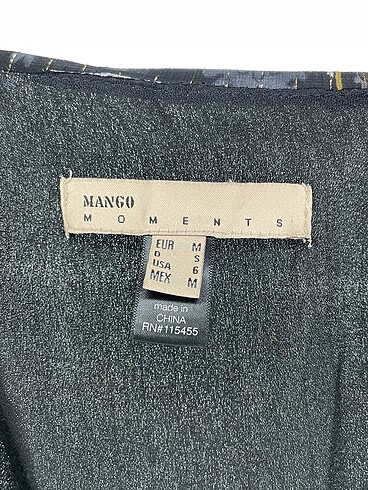 MANGO
MOMENTS
EUR M
D S
USA 6
MEX M
made in
CHINA
RN#115455